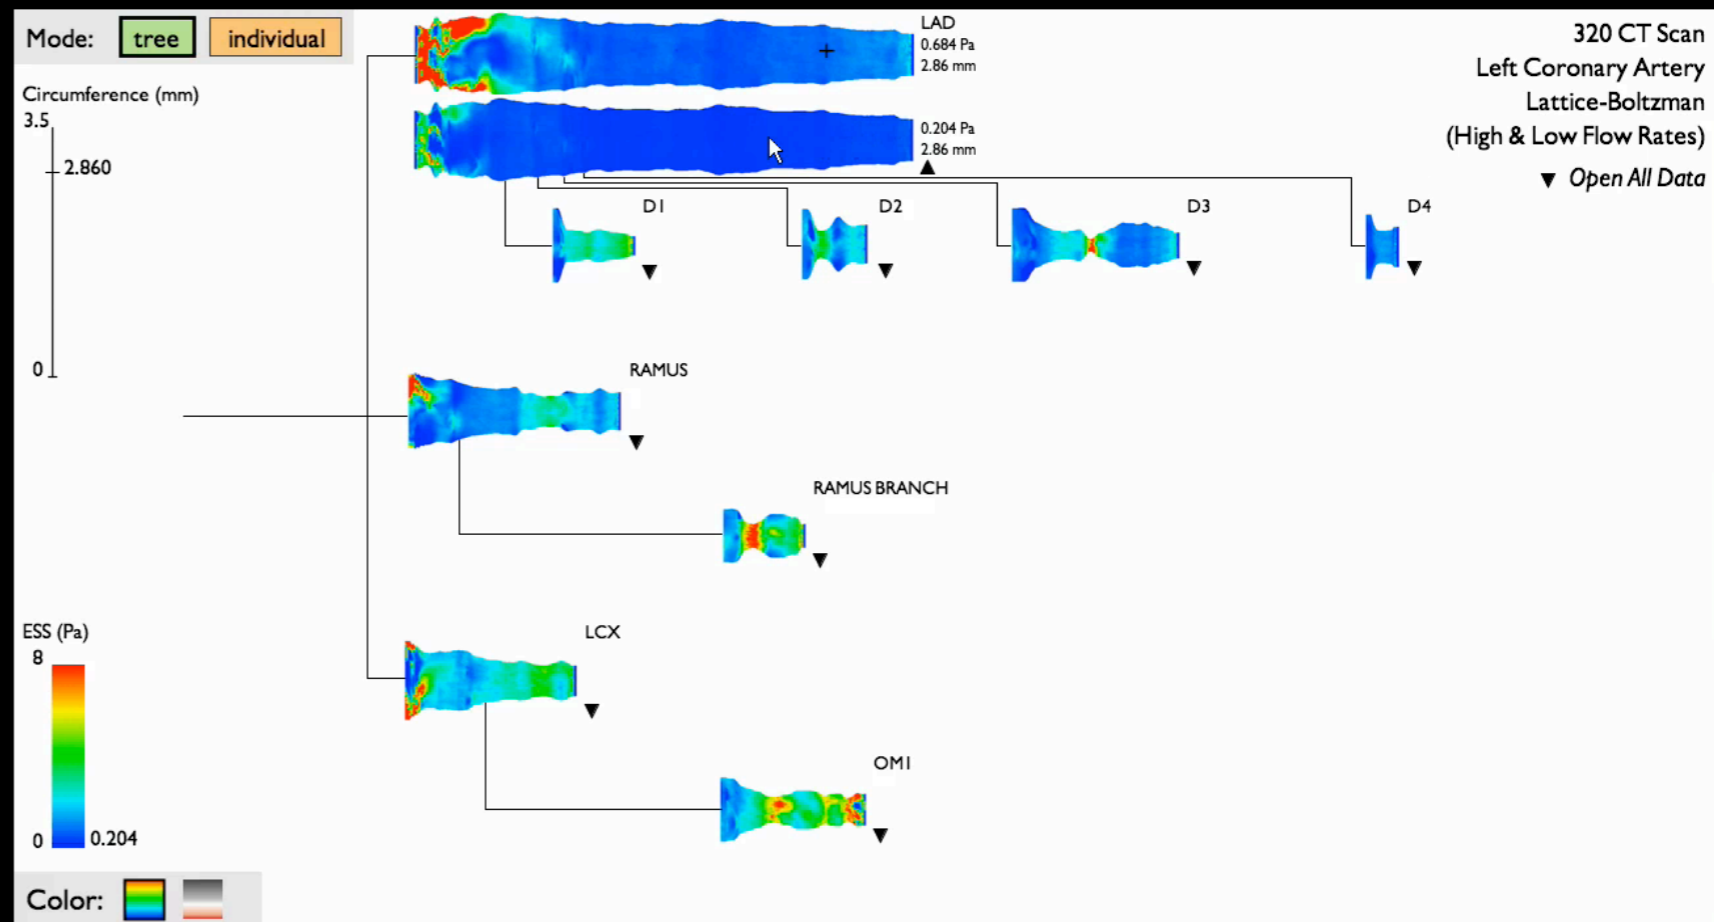 Mode: tree individual
Circumference (mm)
3.5
2.860
0
LAD
0.684 Pa
2.86 mm
0.204 Pa
2.86 mm
320 CT Scan
Left Coronary Artery
Lattice-Boltzman
(High & Low Flow Rates)
▼ Open All Data
D1
D2
D3
D4
RAMUS
RAMUS BRANCH
LCX
OM1
ESS (Pa)
8
0
0.204
Color: